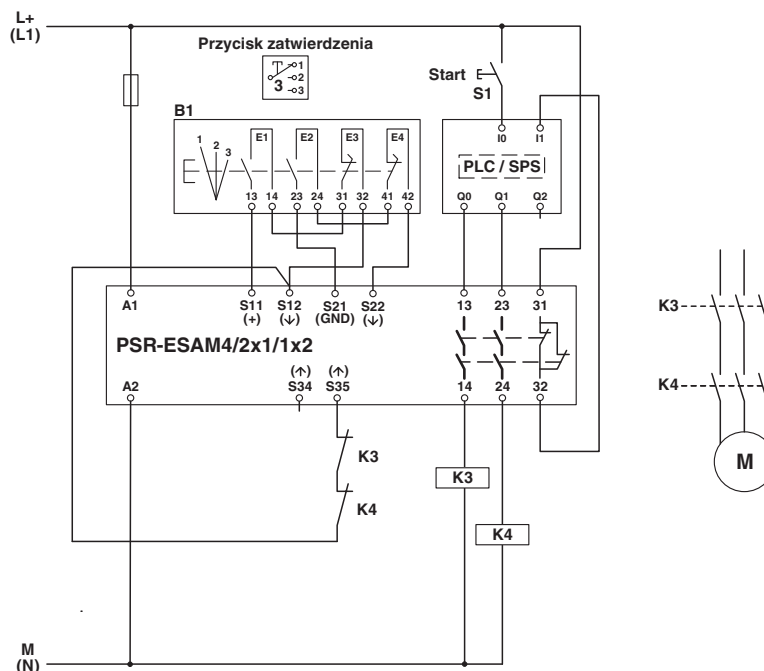 L+
(L1)
Przycisk zatwierdzenia
1
2
3
3
Start
S1
B1
1
2
3
E1 E2 E3 E4
13 14 23 24 31 32 41 42
I0 I1
PLC / SPS
Q0 Q1 Q2
A1 S11 S12 S21 S22 13 23 31
(+) (↓) (GND) (↓)
PSR-ESAM4/2x1/1x2
(↑) (↑)
A2 S34 S35 14 24 32
K3
K4
K3
K4
K3
K4
M
M
(N)